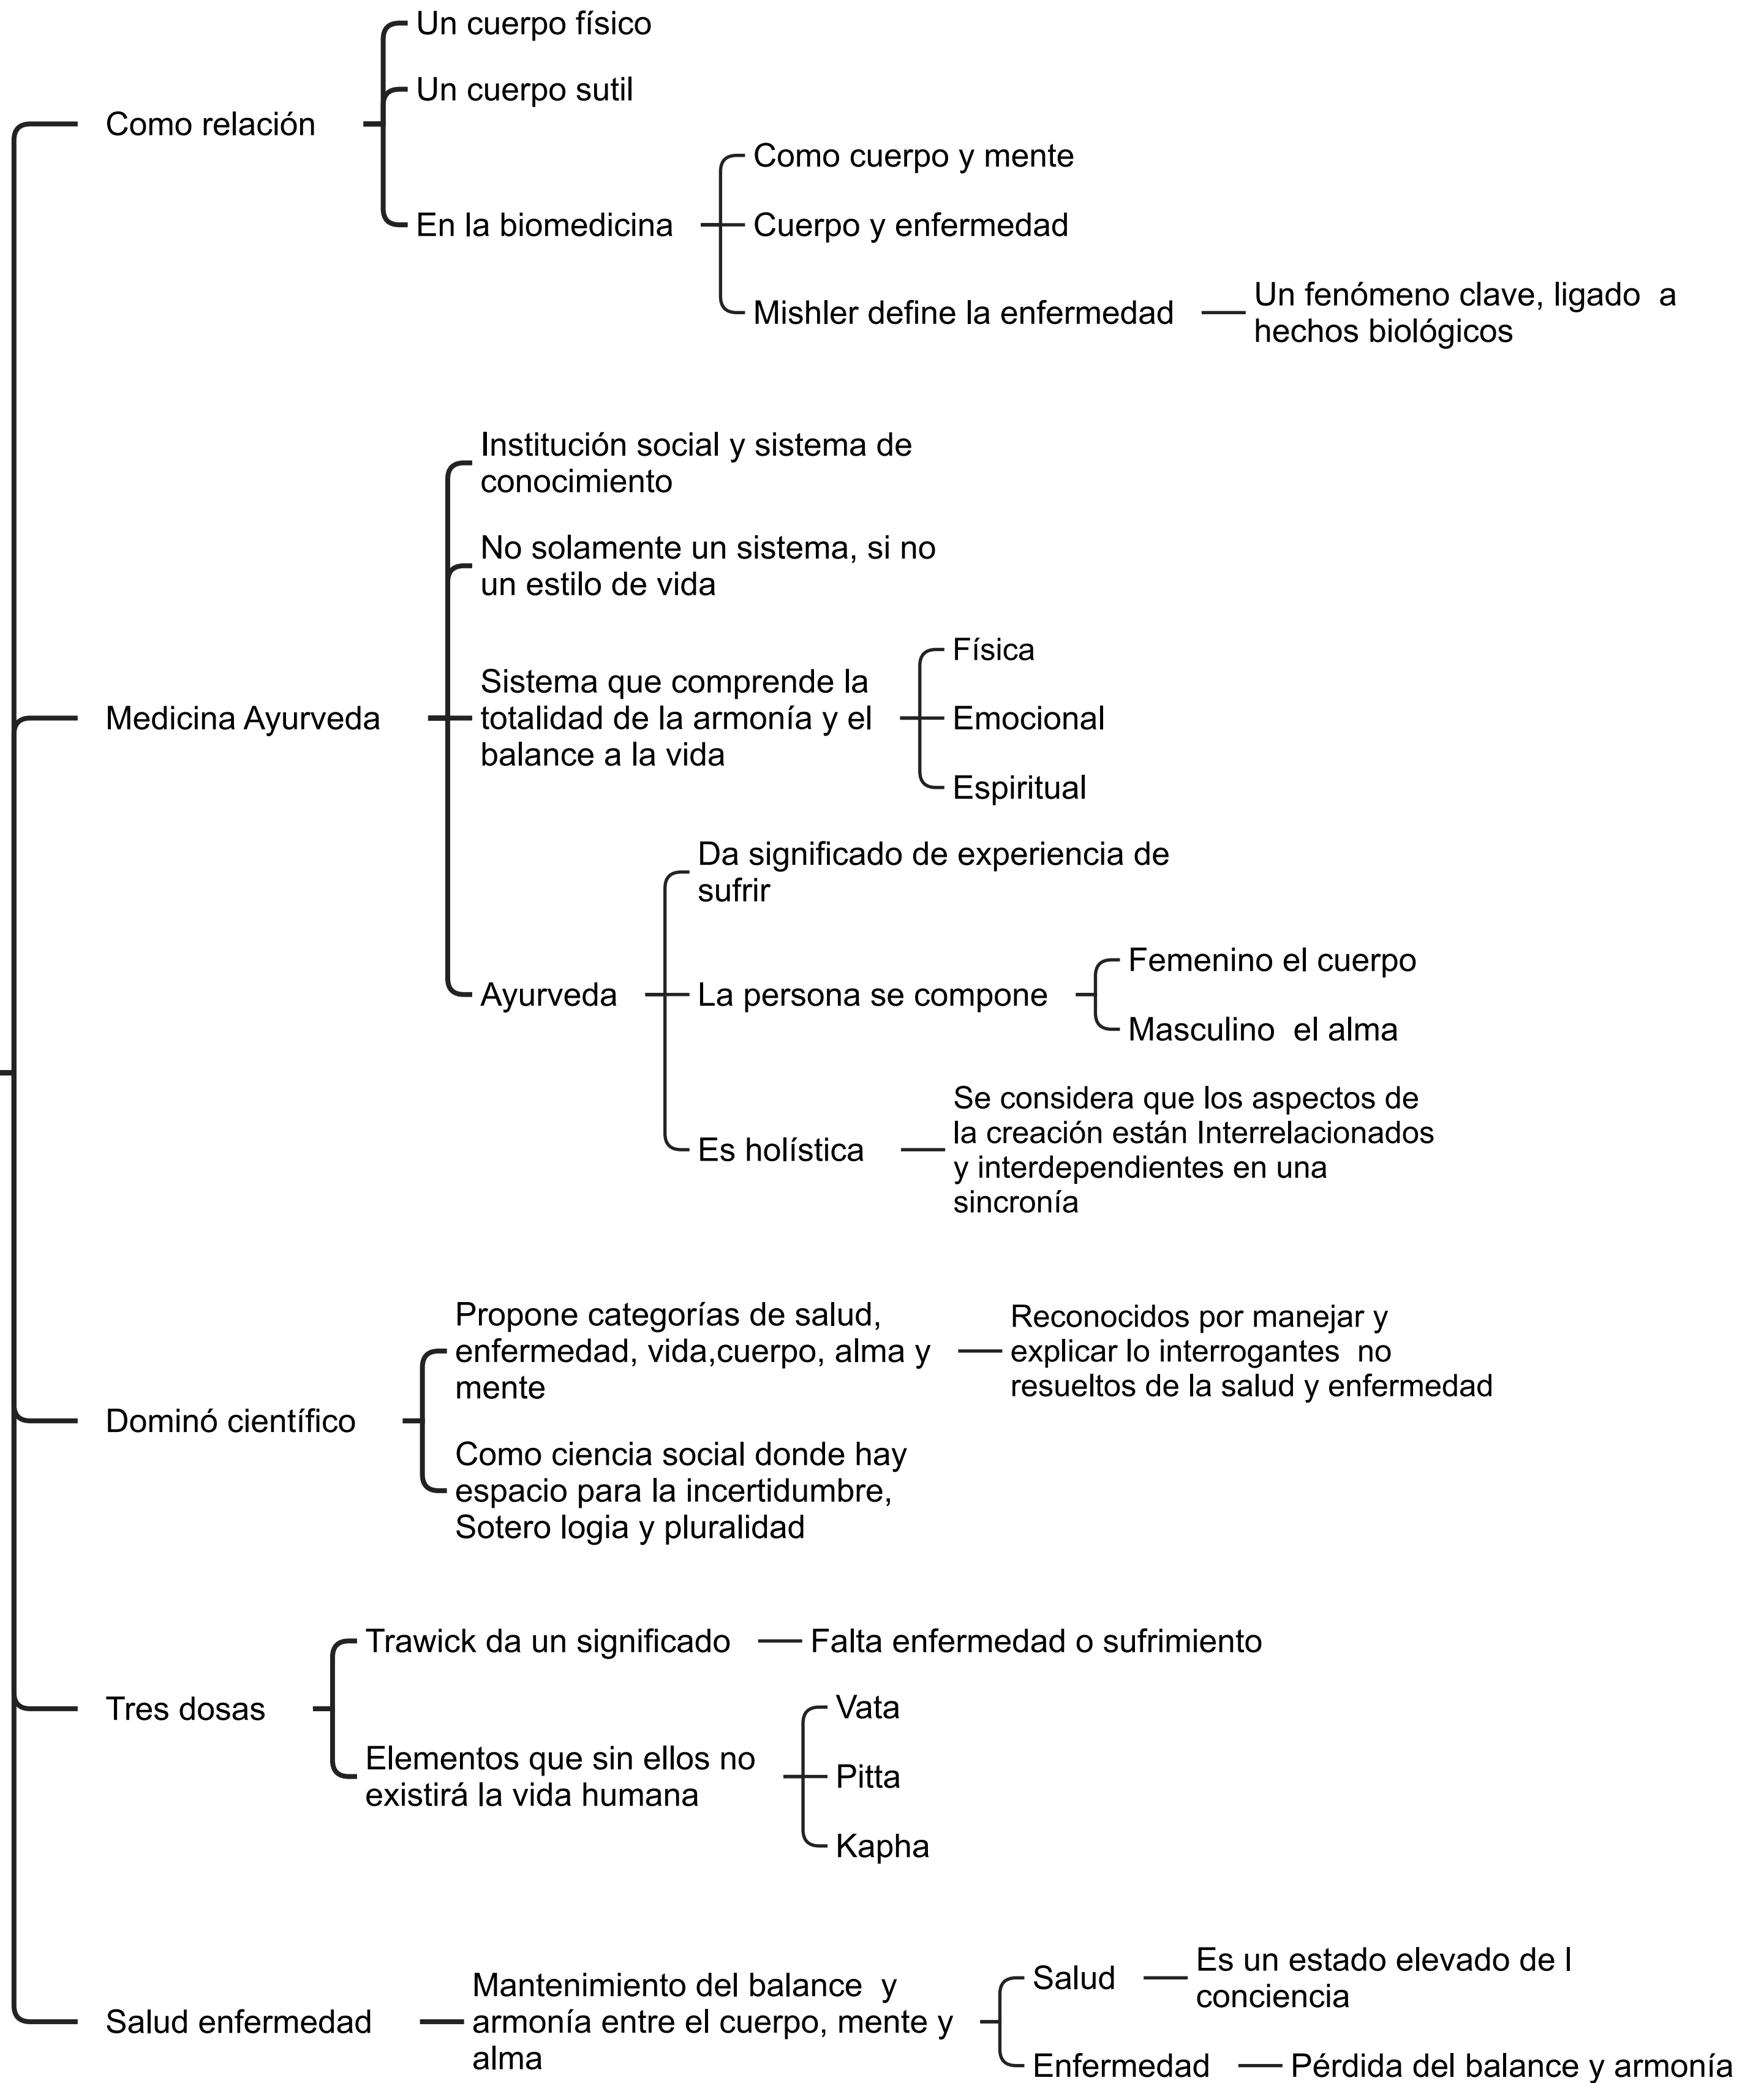 Un cuerpo físico
Un cuerpo sutil
Como relación
Como cuerpo y mente
En la biomedicina
Cuerpo y enfermedad
Mishler define la enfermedad
Un fenómeno clave, ligado  a
hechos biológicos
Institución social y sistema de
conocimiento
No solamente un sistema, si no
un estilo de vida
Medicina Ayurveda
Sistema que comprende la
totalidad de la armonía y el
balance a la vida
Física
Emocional
Espiritual
Ayurveda
Da significado de experiencia de
sufrir
La persona se compone
Femenino el cuerpo
Masculino  el alma
Es holística
Se considera que los aspectos de
la creación están Interrelacionados
y interdependientes en una
sincronía
Dominó científico
Propone categorías de salud,
enfermedad, vida,cuerpo, alma y
mente
Reconocidos por manejar y
explicar lo interrogantes  no
resueltos de la salud y enfermedad
Como ciencia social donde hay
espacio para la incertidumbre,
Sotero logia y pluralidad
Tres dosas
Trawick da un significado
Falta enfermedad o sufrimiento
Elementos que sin ellos no
existirá la vida humana
Vata
Pitta
Kapha
Salud enfermedad
Mantenimiento del balance  y
armonía entre el cuerpo, mente y
alma
Salud
Es un estado elevado de l
conciencia
Enfermedad
Pérdida del balance y armonía